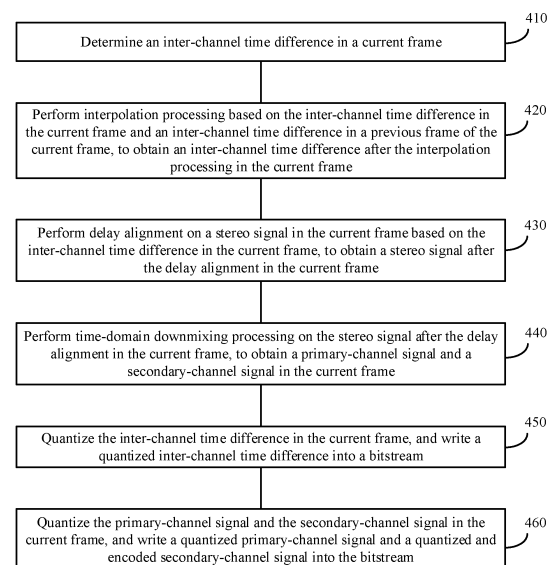 410
Determine an inter-channel time difference in a current frame
420
Perform interpolation processing based on the inter-channel time difference in
the current frame and an inter-channel time difference in a previous frame of the
current frame, to obtain an inter-channel time difference after the interpolation
processing in the current frame
430
Perform delay alignment on a stereo signal in the current frame based on the
inter-channel time difference in the current frame, to obtain a stereo signal after
the delay alignment in the current frame
440
Perform time-domain downmixing processing on the stereo signal after the delay
alignment in the current frame, to obtain a primary-channel signal and a
secondary-channel signal in the current frame
450
Quantize the inter-channel time difference in the current frame, and write a
quantized inter-channel time difference into a bitstream
460
Quantize the primary-channel signal and the secondary-channel signal in the
current frame, and write a quantized primary-channel signal and a quantized and
encoded secondary-channel signal into the bitstream